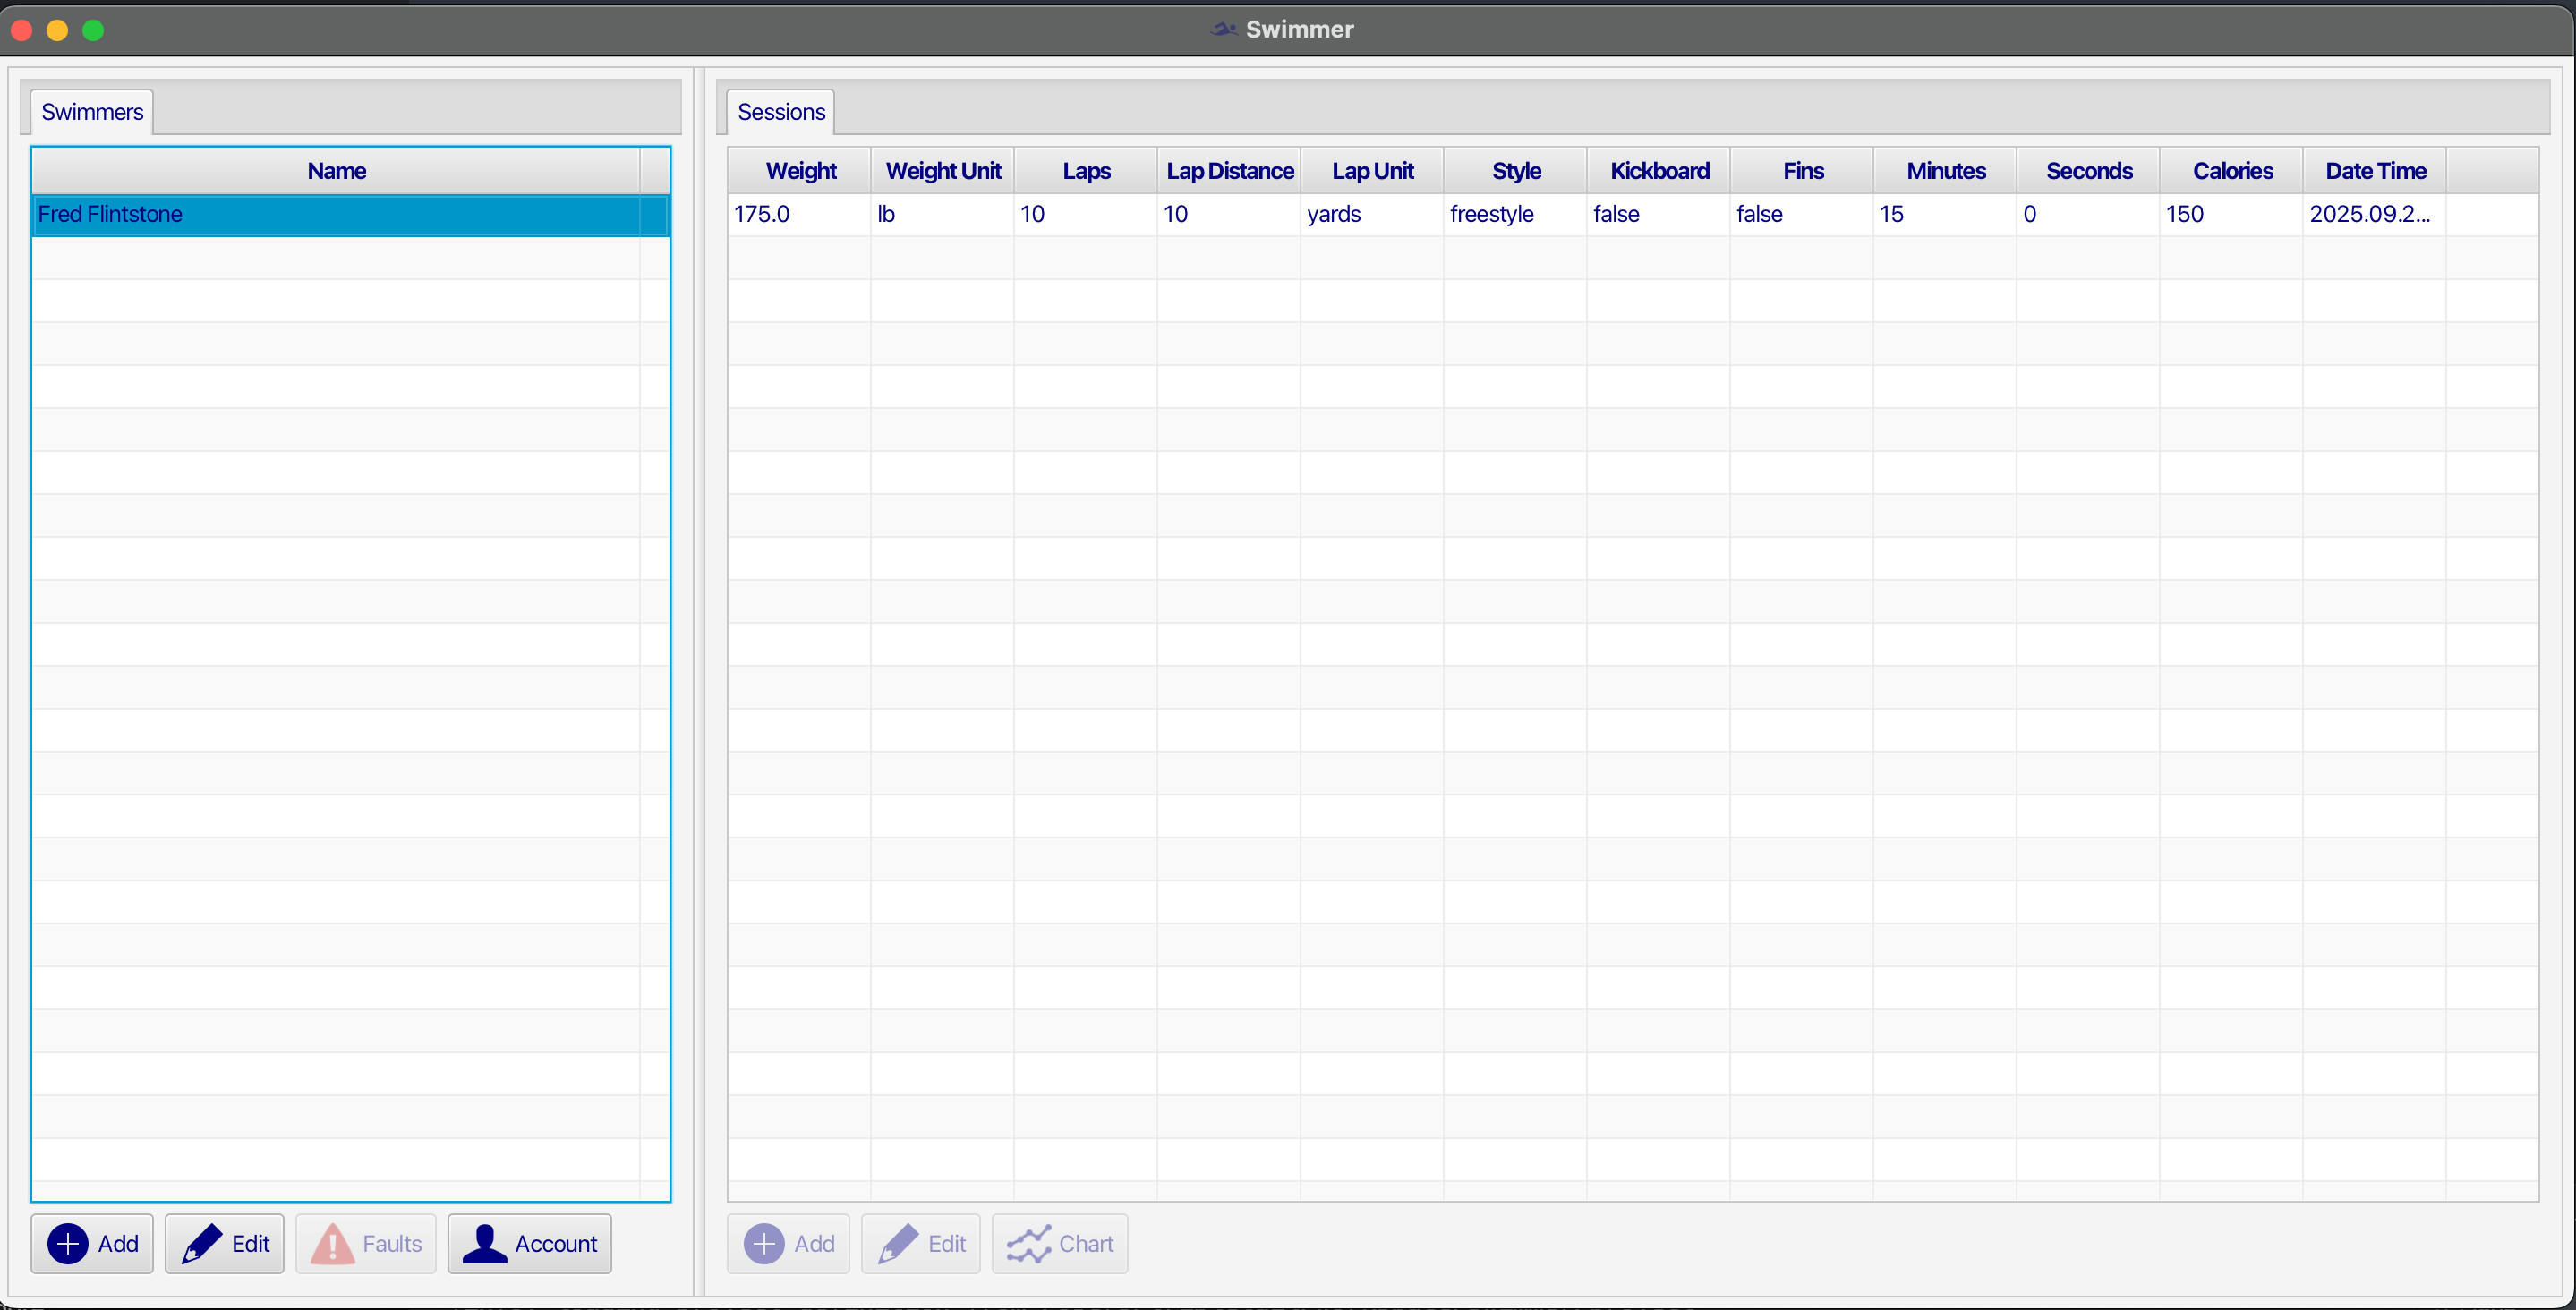 Swimmer
Swimmers
Name
Fred Flintstone
Add Edit Faults Account
Sessions
Weight Weight Unit Laps Lap Distance Lap Unit Style Kickboard Fins Minutes Seconds Calories Date Time
175.0 lb 10 10 yards freestyle false false 15 0 150 2025.09.2...
Add Edit Chart